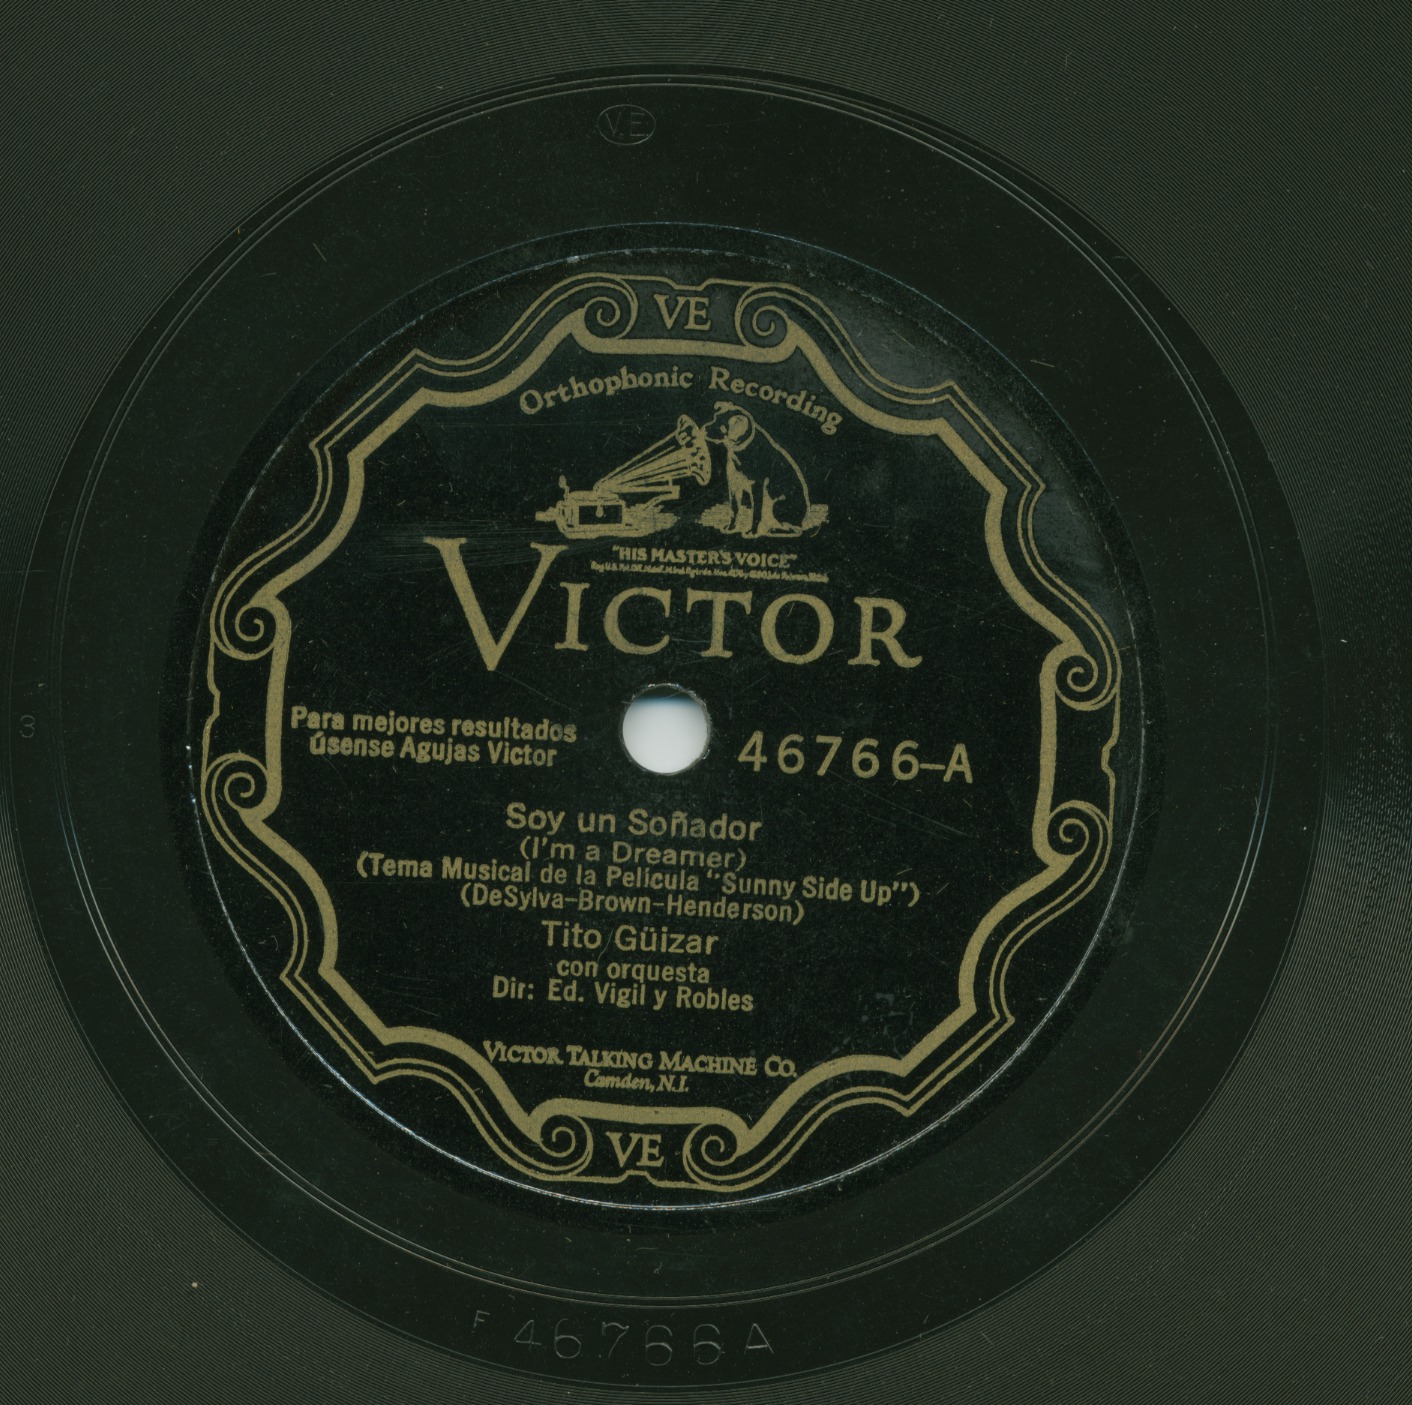 V.E.
VE
Orthophonic Recording
"HIS MASTER'S VOICE"
VICTOR
Para mejores resultados
úsense Agujas Victor
46766-A
Soy un Soñador
(I'm a Dreamer)
(Tema Musical de la Película "Sunny Side Up")
(DeSylva-Brown-Henderson)
Tito Güizar
con orquesta
Dir: Ed. Vigil y Robles
VICTOR TALKING MACHINE CO.
Camden, N.J.
VE
3
F 46766A